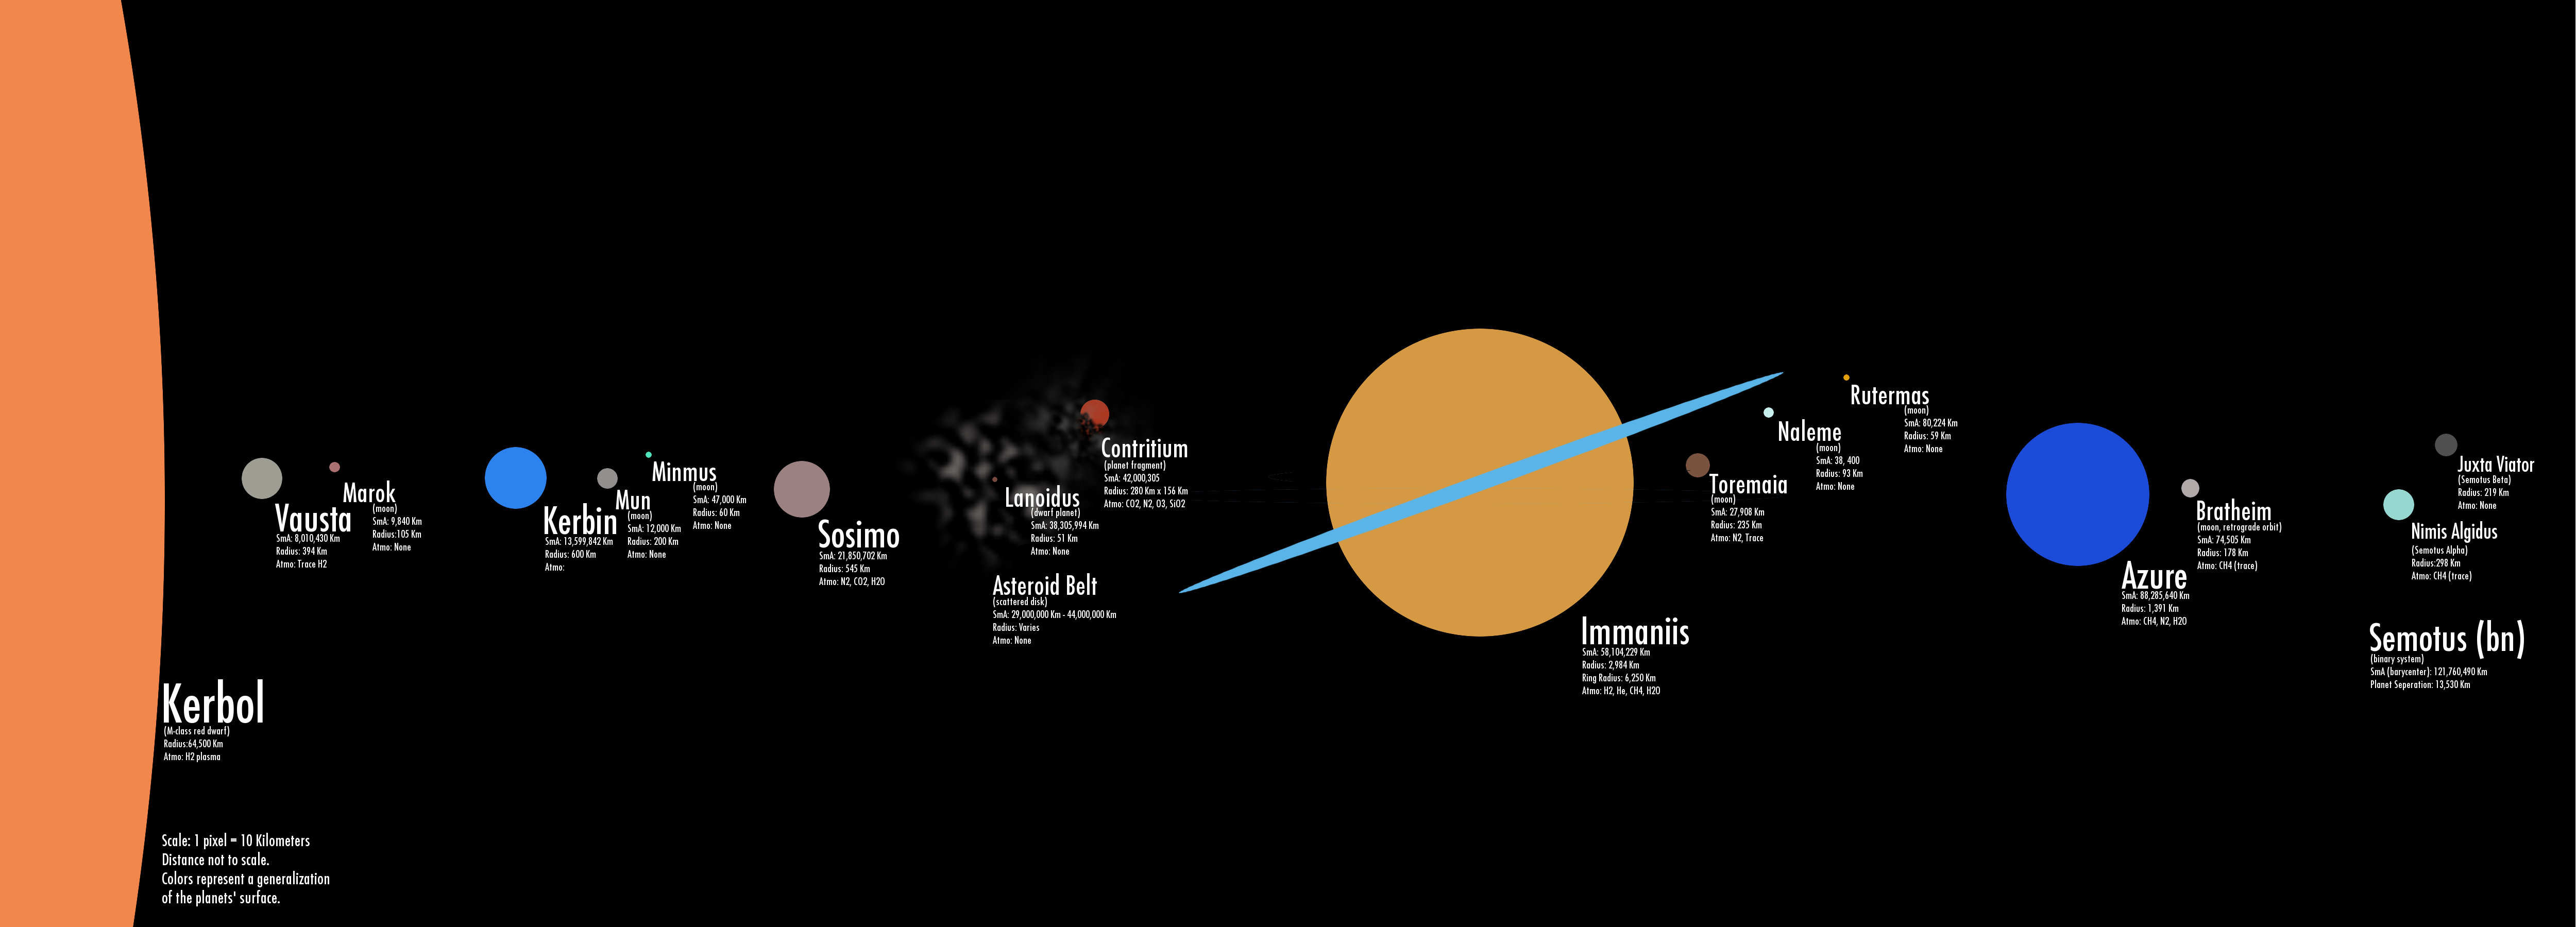 Kerbol
(M-class red dwarf)
Radius:64,500 Km
Atmo: H2 plasma
Scale: 1 pixel = 10 Kilometers
Distance not to scale.
Colors represent a generalization
of the planets' surface.
Vausta
SmA: 8,010,430 Km
Radius: 394 Km
Atmo: Trace H2
Marok
(moon)
SmA: 9,840 Km
Radius:105 Km
Atmo: None
Kerbin
SmA: 13,599,842 Km
Radius: 600 Km
Atmo:
Mun
(moon)
SmA: 12,000 Km
Radius: 200 Km
Atmo: None
Minmus
(moon)
SmA: 47,000 Km
Radius: 60 Km
Atmo: None
Sosimo
SmA: 21,850,702 Km
Radius: 545 Km
Atmo: N2, CO2, H2O
Lanoidus
(dwarf planet)
SmA: 38,305,994 Km
Radius: 51 Km
Atmo: None
Contritium
(planet fragment)
SmA: 42,000,305
Radius: 280 Km x 156 Km
Atmo: CO2, N2, O3, SiO2
Asteroid Belt
(scattered disk)
SmA: 29,000,000 Km - 44,000,000 Km
Radius: Varies
Atmo: None
Immaniis
SmA: 58,104,229 Km
Radius: 2,984 Km
Ring Radius: 6,250 Km
Atmo: H2, He, CH4, H2O
Toremaia
(moon)
SmA: 27,908 Km
Radius: 235 Km
Atmo: N2, Trace
Naleme
(moon)
SmA: 38, 400
Radius: 93 Km
Atmo: None
Rutermas
(moon)
SmA: 80,224 Km
Radius: 59 Km
Atmo: None
Azure
SmA: 88,285,640 Km
Radius: 1,391 Km
Atmo: CH4, N2, H2O
Bratheim
(moon, retrograde orbit)
SmA: 74,505 Km
Radius: 178 Km
Atmo: CH4 (trace)
Juxta Viator
(Semotus Beta)
Radius: 219 Km
Atmo: None
Nimis Algidus
(Semotus Alpha)
Radius:298 Km
Atmo: CH4 (trace)
Semotus (bn)
(binary system)
SmA (barycenter): 121,760,490 Km
Planet Seperation: 13,530 Km